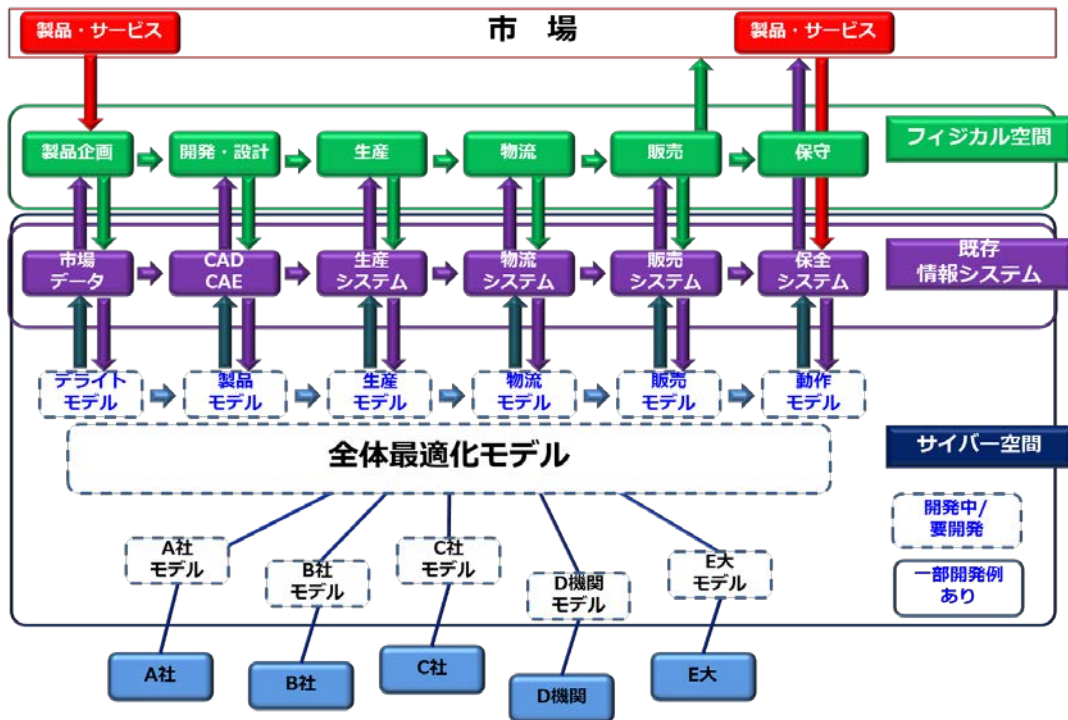 製品・サービス
市 場
製品・サービス
製品企画
開発・設計
生産
物流
販売
保守
フィジカル空間
市場
データ
CAD
CAE
生産
システム
物流
システム
販売
システム
保全
システム
既存
情報システム
デライト
モデル
製品
モデル
生産
モデル
物流
モデル
販売
モデル
動作
モデル
全体最適化モデル
サイバー空間
開発中/
要開発
一部開発例
あり
A社
モデル
B社
モデル
C社
モデル
D機関
モデル
E大
モデル
A社
B社
C社
D機関
E大